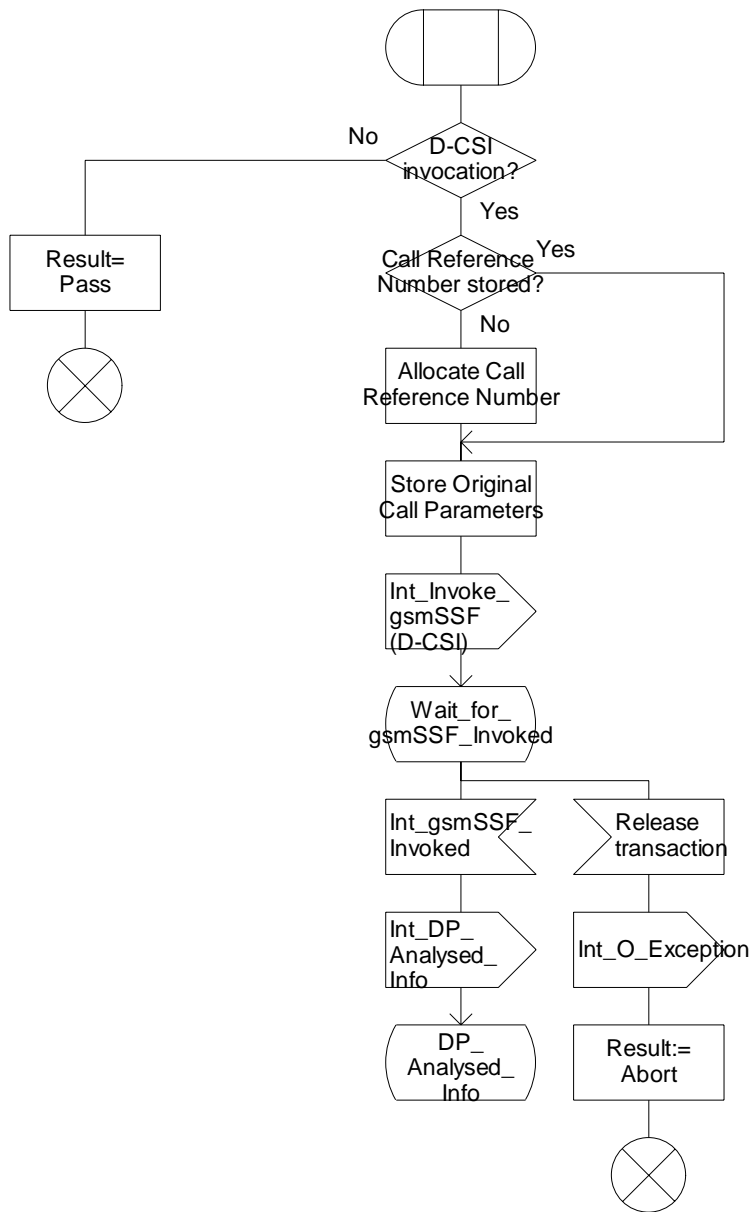 No
D-CSI
invocation?
Yes
Result=
Pass
Call Reference
Number stored?
Yes
No
Allocate Call
Reference Number
Store Original
Call Parameters
Int_Invoke_
gsmSSF
(D-CSI)
Wait_for_
gsmSSF_Invoked
Int_gsmSSF_
Invoked
Release
transaction
Int_DP_
Analysed_
Info
Int_O_Exception
DP_
Analysed_
Info
Result:=
Abort